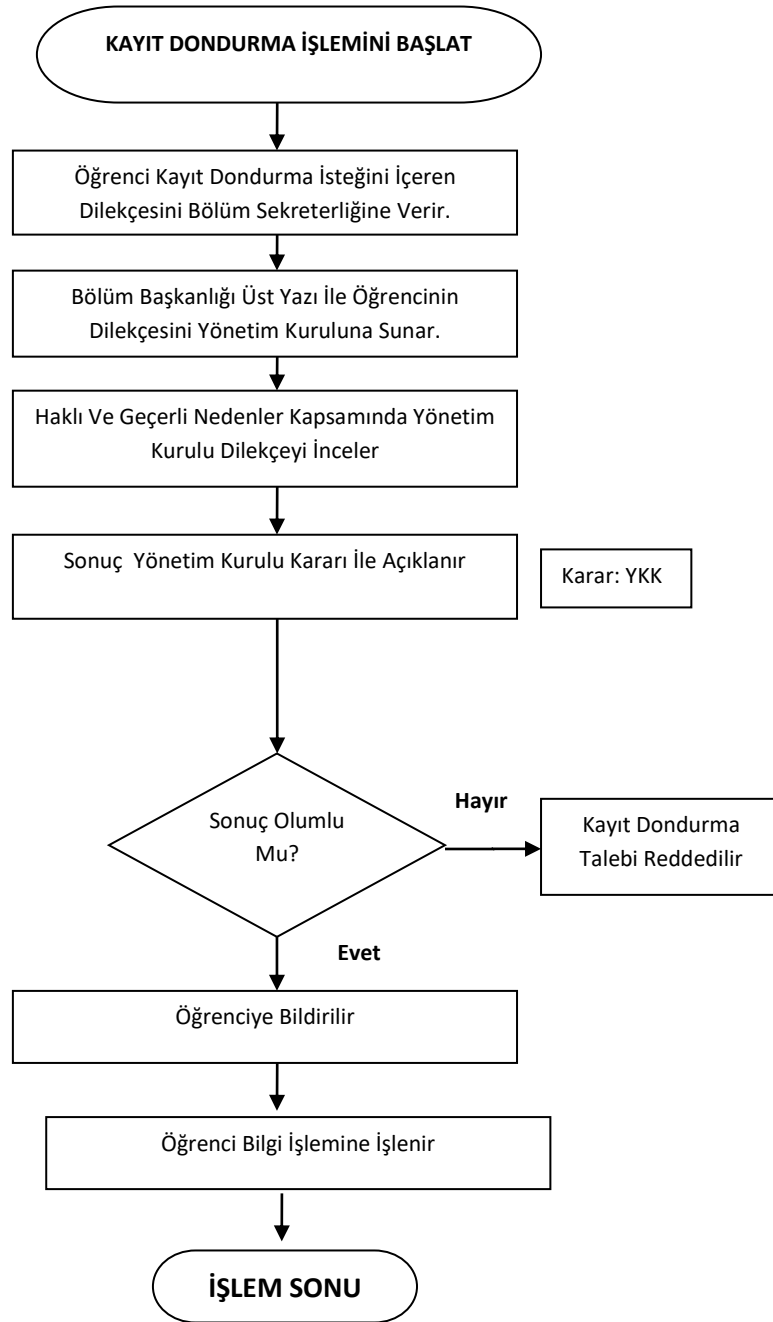 KAYIT DONDURMA İŞLEMİNİ BAŞLAT
Öğrenci Kayıt Dondurma İsteğini İçeren
Dilekçesini Bölüm Sekreterliğine Verir.
Bölüm Başkanlığı Üst Yazı İle Öğrencinin
Dilekçesini Yönetim Kuruluna Sunar.
Haklı Ve Geçerli Nedenler Kapsamında Yönetim
Kurulu Dilekçeyi İnceler
Sonuç Yönetim Kurulu Kararı İle Açıklanır
Karar: YKK
Sonuç Olumlu
Mu?
Hayır
Kayıt Dondurma
Talebi Reddedilir
Evet
Öğrenciye Bildirilir
Öğrenci Bilgi İşlemine İşlenir
İŞLEM SONU